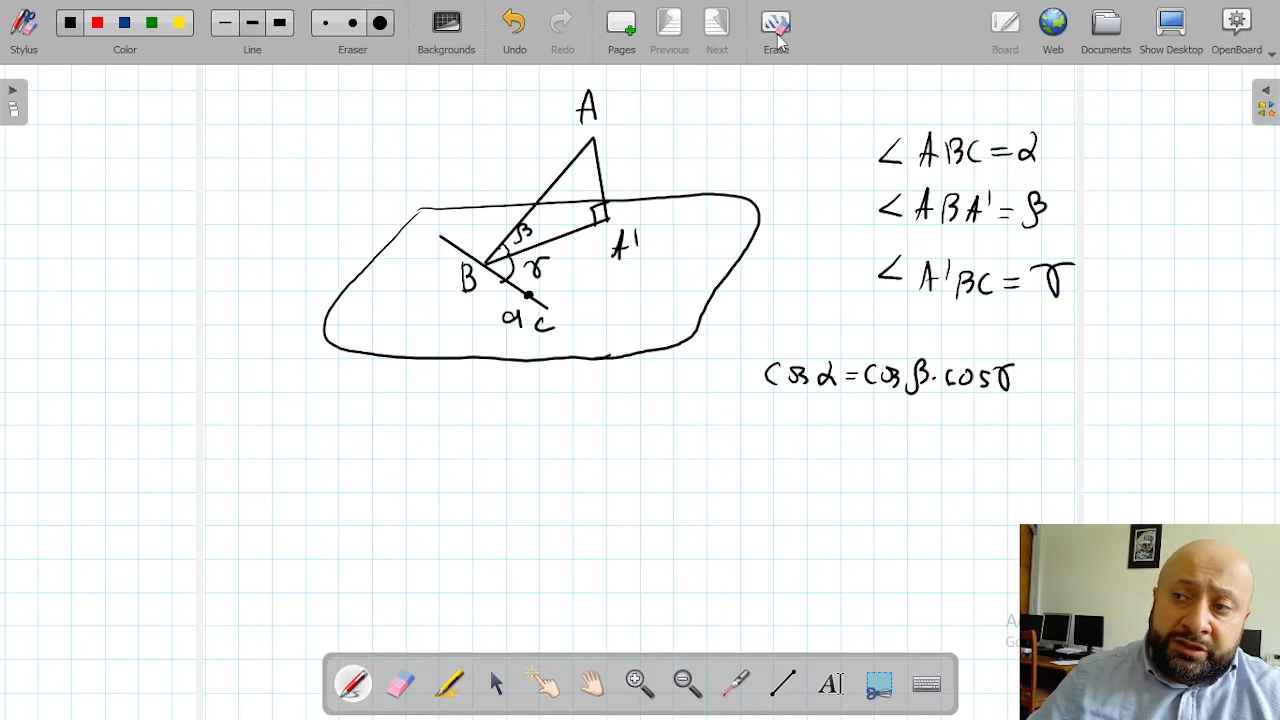 Stylus Color Line Eraser Backgrounds Undo Redo Pages Previous Next Erase Board Web Documents Show Desktop OpenBoard
A
∠ ABC = α
∠ ABA' = β
∠ A'BC = γ
β
A'
B
γ
a C
cos α = cos β · cos γ